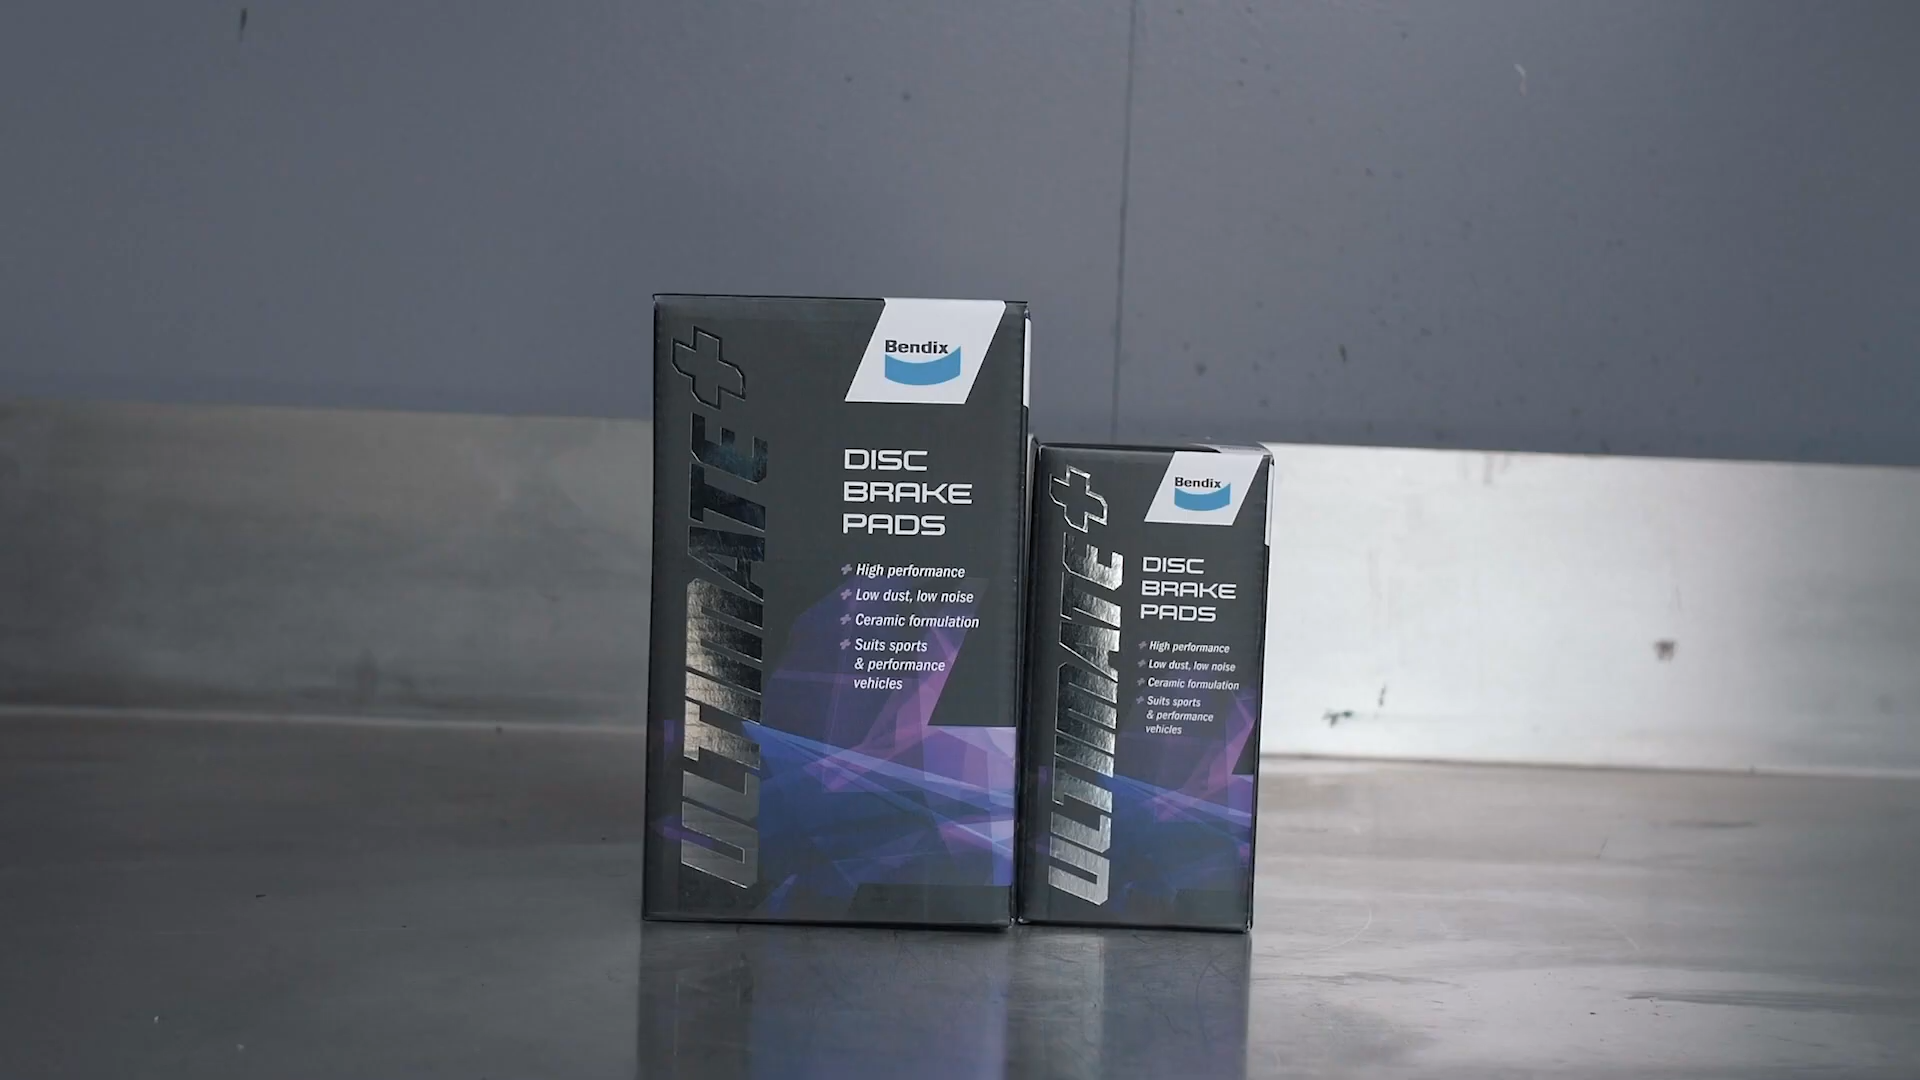 ULTIMATE+
Bendix
DISC
BRAKE
PADS
High performance
Low dust, low noise
Ceramic formulation
Suits sports
& performance
vehicles
ULTIMATE+
Bendix
DISC
BRAKE
PADS
High performance
Low dust, low noise
Ceramic formulation
Suits sports
& performance
vehicles